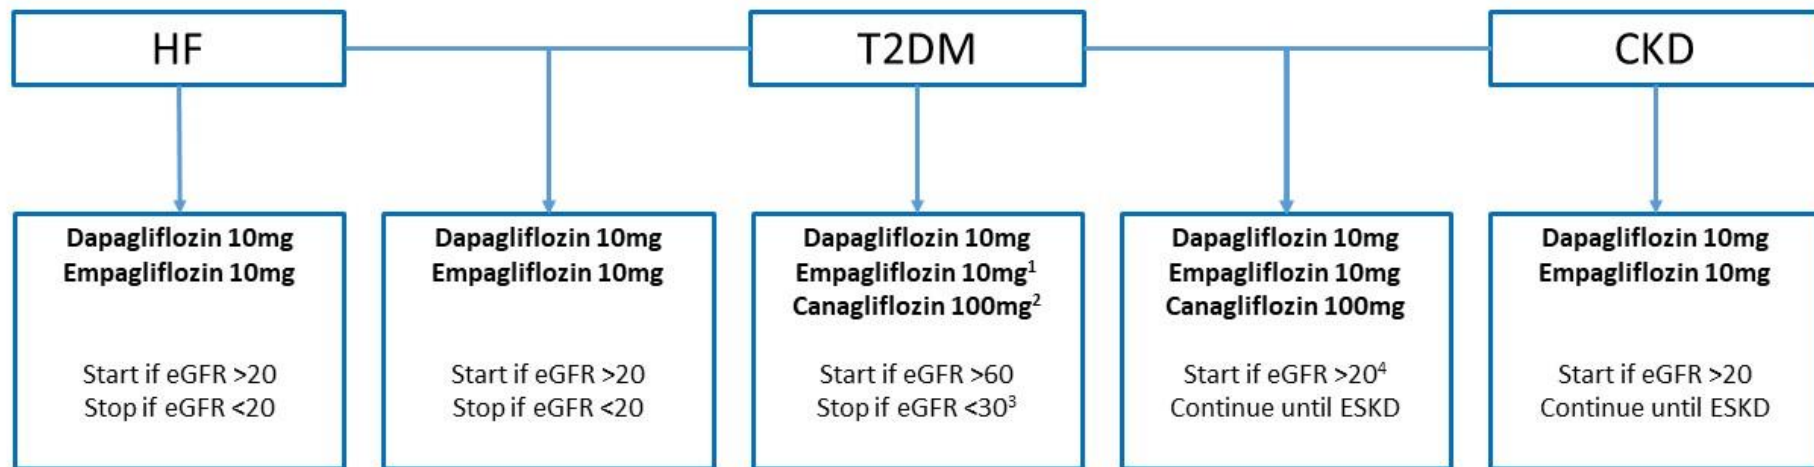 HF
T2DM
CKD
Dapagliflozin 10mg
Empagliflozin 10mg
Start if eGFR >20
Stop if eGFR <20
Dapagliflozin 10mg
Empagliflozin 10mg
Start if eGFR >20
Stop if eGFR <20
Dapagliflozin 10mg
Empagliflozin 10mg¹
Canagliflozin 100mg²
Start if eGFR >60
Stop if eGFR <30³
Dapagliflozin 10mg
Empagliflozin 10mg
Canagliflozin 100mg
Start if eGFR >20⁴
Continue until ESKD
Dapagliflozin 10mg
Empagliflozin 10mg
Start if eGFR >20
Continue until ESKD